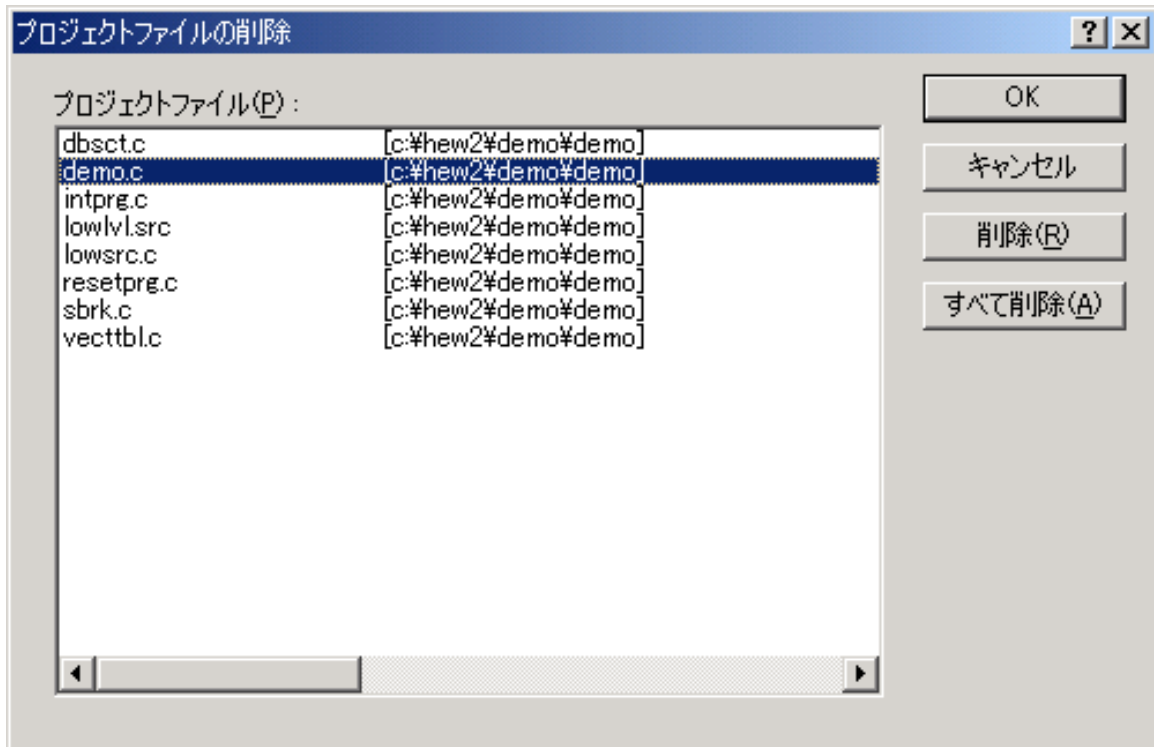 プロジェクトファイルの削除
プロジェクトファイル(P):
dbsct.c [c:¥hew2¥demo¥demo]
demo.c [c:¥hew2¥demo¥demo]
intprg.c [c:¥hew2¥demo¥demo]
lowlvl.src [c:¥hew2¥demo¥demo]
lowsrc.c [c:¥hew2¥demo¥demo]
resetprg.c [c:¥hew2¥demo¥demo]
sbrk.c [c:¥hew2¥demo¥demo]
vecttbl.c [c:¥hew2¥demo¥demo]
OK
キャンセル
削除(R)
すべて削除(A)